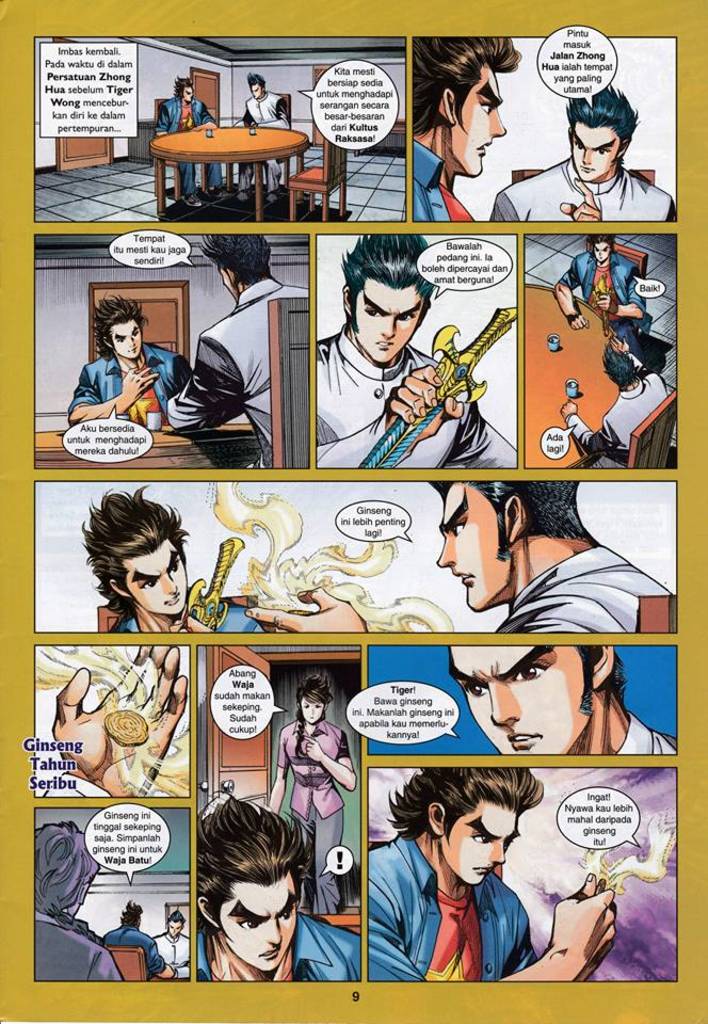 Imbas kembali.
Pada waktu di dalam
Persatuan Zhong
Hua sebelum Tiger
Wong mencebur-
kan ke dalam
pertempuran...
Kita mesti
bersiap sedia
untuk menghadapi
serangan secara
besar-besaran
dari Kultus
Raksasa!
Pintu
masuk
Jalan Zhong
Hua ialah tempat
yang paling
utama!
Tempat
itu mesti kau jaga
sendiri!
Aku bersedia
untuk menghadapi
mereka dahulu!
Bawalah
pedang ini. Ia
boleh dipercayai dan
amat berguna!
Baik!
Ada
lagi!
Ginseng
ini lebih penting
lagi!
Ginseng
Tahun
Seribu
Abang
Waja
sudah makan
sekeping.
Sudah
cukup!
!
Tiger!
Bawa ginseng
ini. Makanlah ginseng ini
apabila kau memerlu-
kannya!
Ginseng ini
tinggal sekeping
saja. Simpanlah
ginseng ini untuk
Waja Batu!
Ingat!
Nyawa kau lebih
mahal daripada
ginseng
itu!
9